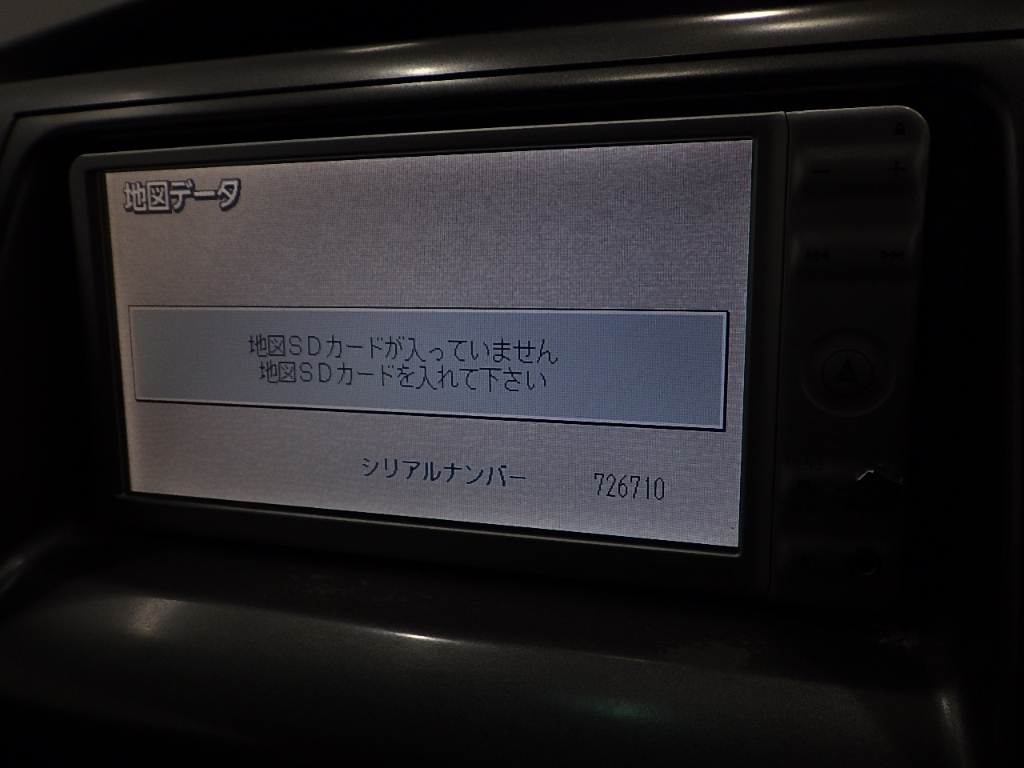 地図データ
地図SDカードが入っていません
地図SDカードを入れて下さい
シリアルナンバー 726710